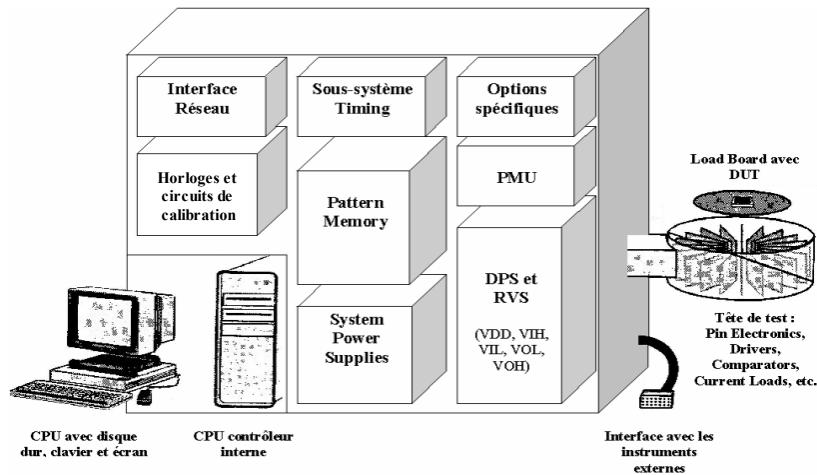 Interface
Réseau
Sous-système
Timing
Options
spécifiques
Horloges et
circuits de
calibration
Pattern
Memory
PMU
DPS et
RVS
(VDD, VIH,
VIL, VOL,
VOH)
System
Power
Supplies
Load Board avec
DUT
Tête de test :
Pin Electronics,
Drivers,
Comparators,
Current Loads, etc.
CPU avec disque
dur, clavier et écran
CPU contrôleur
interne
Interface avec les
instruments
externes